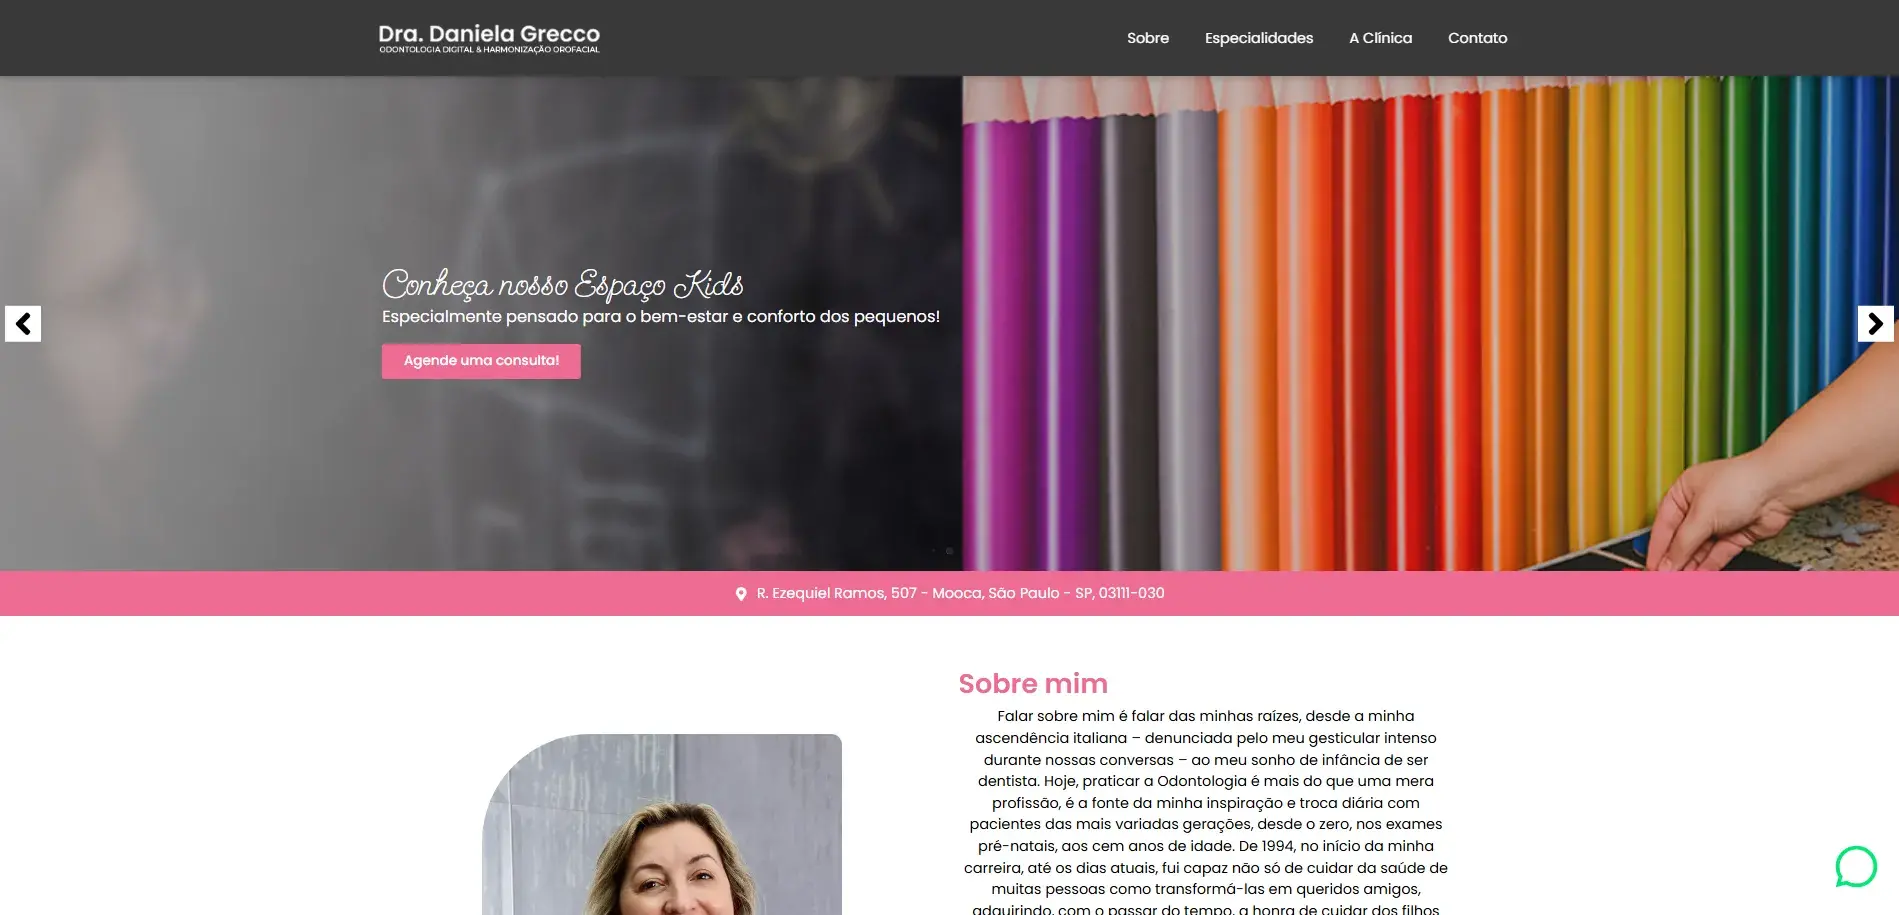 Dra. Daniela Grecco
ODONTOLOGIA DIGITAL & HARMONIZAÇÃO OROFACIAL
Sobre
Especialidades
A Clínica
Contato
Conheça nosso Espaço Kids
Especialmente pensado para o bem-estar e conforto dos pequenos!
Agende uma consulta!
R. Ezequiel Ramos, 507 - Mooca, São Paulo - SP, 03111-030
Sobre mim
Falar sobre mim é falar das minhas raízes, desde a minha
ascendência italiana – denunciada pelo meu gesticular intenso
durante nossas conversas – ao meu sonho de infância de ser
dentista. Hoje, praticar a Odontologia é mais do que uma mera
profissão, é a fonte da minha inspiração e troca diária com
pacientes das mais variadas gerações, desde o zero, nos exames
pré-natais, aos cem anos de idade. De 1994, no início da minha
carreira, até os dias atuais, fui capaz não só de cuidar da saúde de
muitas pessoas como transformá-las em queridos amigos,
adquirindo, com o passar do tempo, a honra de cuidar dos filhos